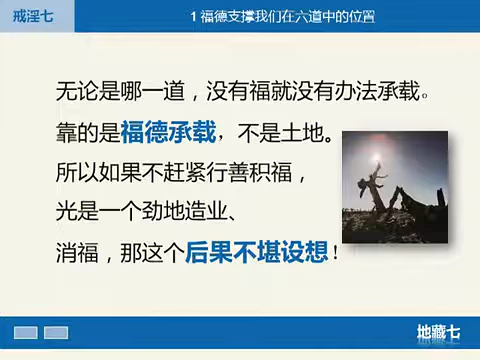 戒淫七
1 福德支撑我们在六道中的位置
无论是哪一道，没有福就没有办法承载。
靠的是福德承载，不是土地。
所以如果不赶紧行善积福，
光是一个劲地造业、
消福，那这个后果不堪设想！
地藏七